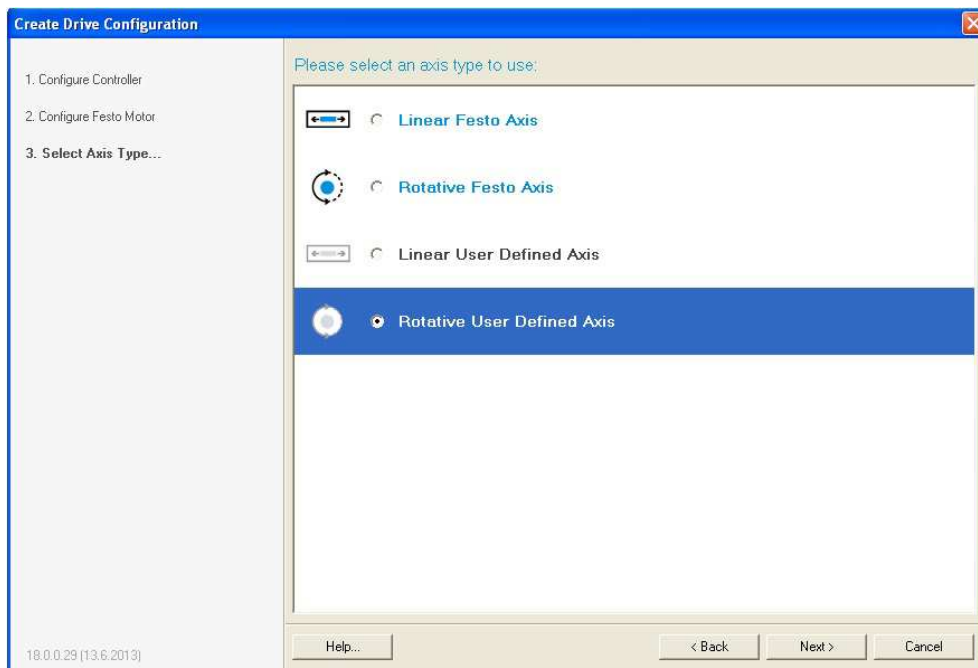 Create Drive Configuration
1. Configure Controller
2. Configure Festo Motor
3. Select Axis Type...
Please select an axis type to use:
Linear Festo Axis
Rotative Festo Axis
Linear User Defined Axis
Rotative User Defined Axis
18.0.0.29 (13.6.2013)
Help...
< Back
Next >
Cancel